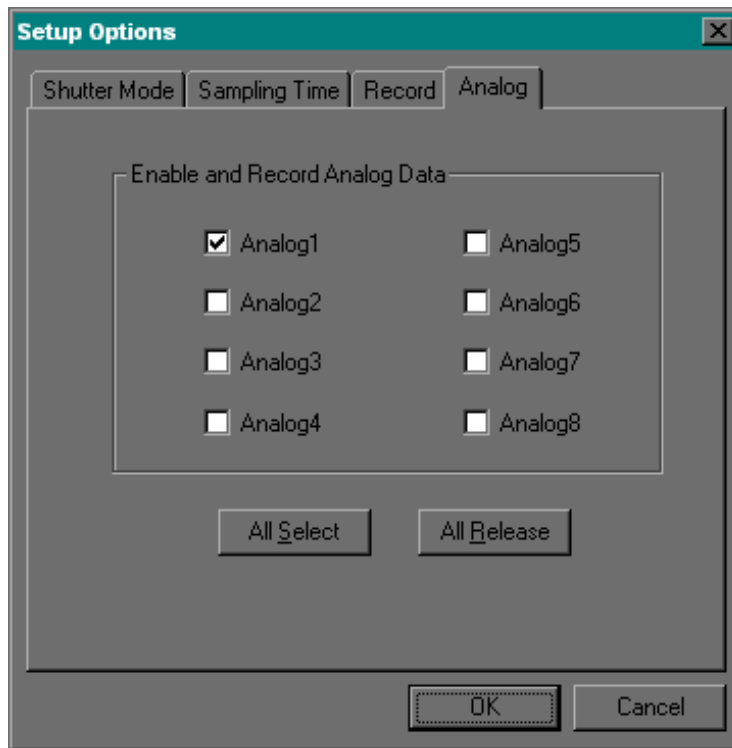 Setup Options
Shutter Mode Sampling Time Record Analog
Enable and Record Analog Data
Analog1 Analog5
Analog2 Analog6
Analog3 Analog7
Analog4 Analog8
All Select All Release
OK Cancel